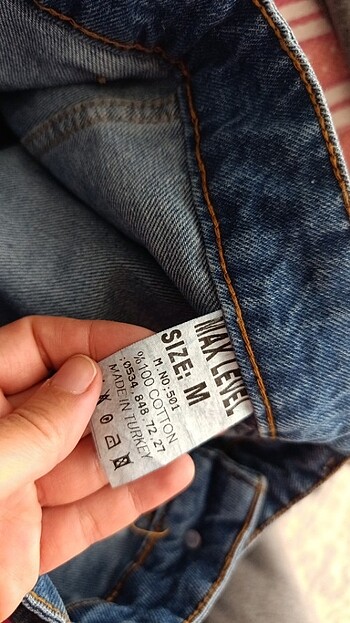 MAX LEVEL
SIZE: M
M.NO:501
%100 COTTON
:0534.848.72.27
MADE IN TURKEY